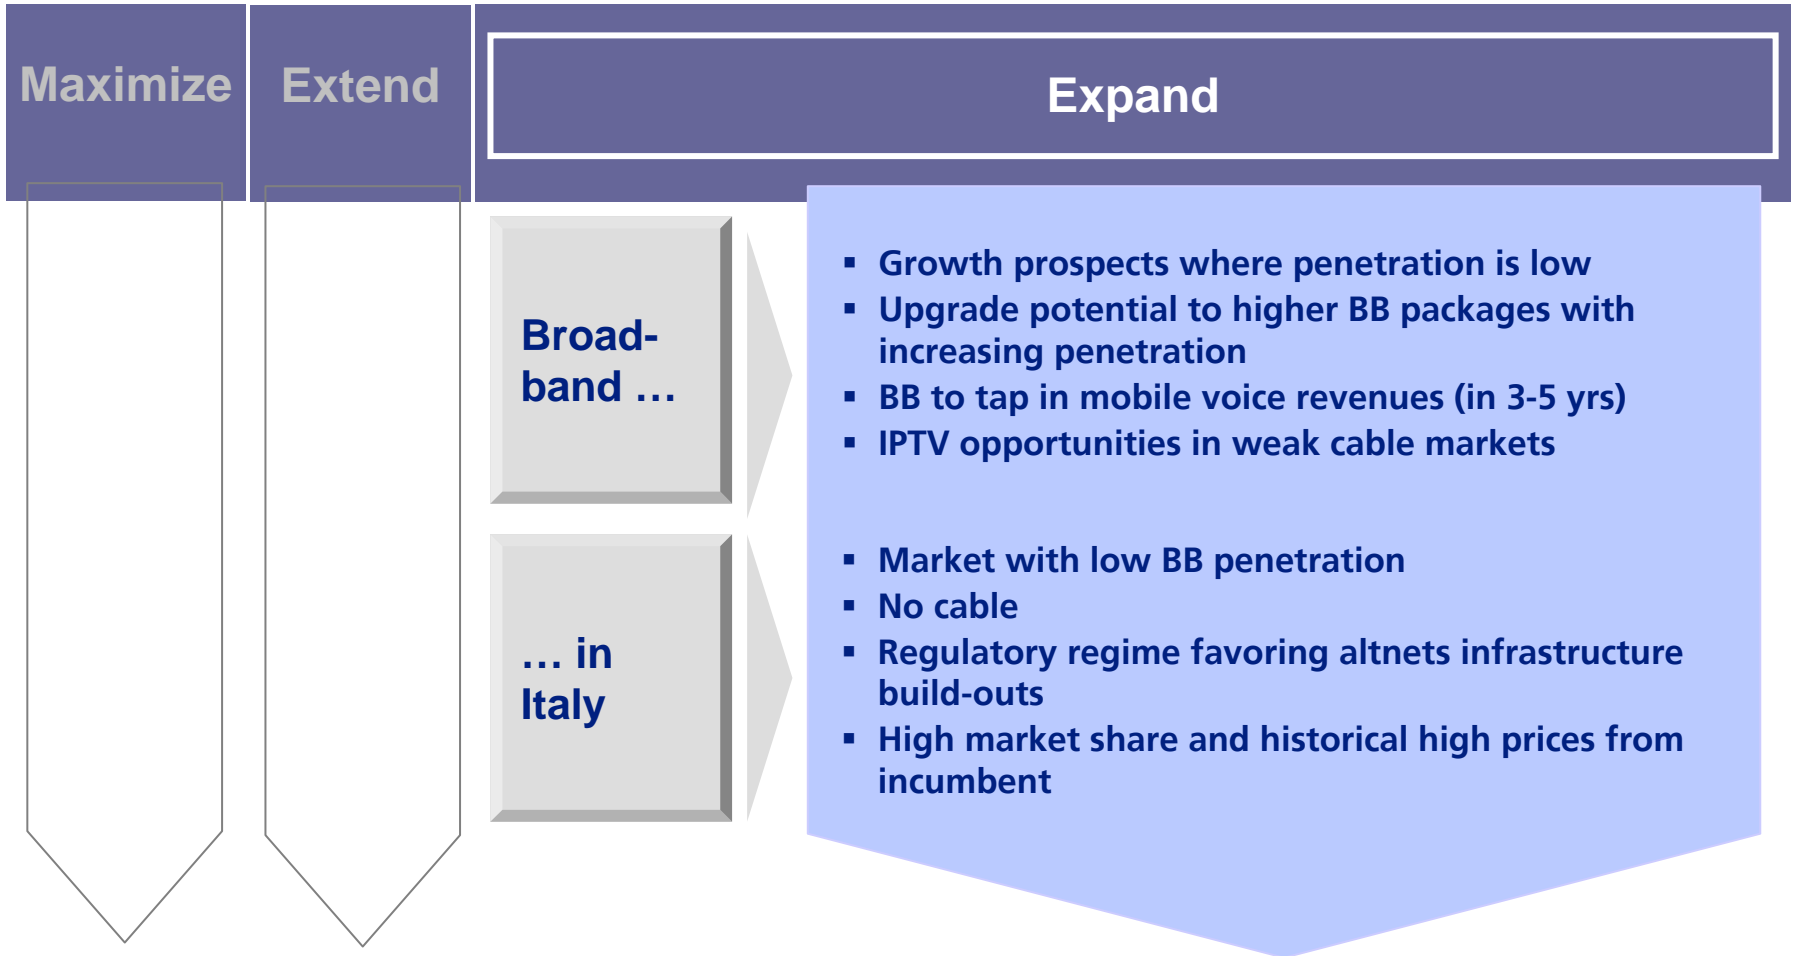 Maximize
Extend
Expand
Broad-
band …
▪ Growth prospects where penetration is low
▪ Upgrade potential to higher BB packages with
increasing penetration
▪ BB to tap in mobile voice revenues (in 3-5 yrs)
▪ IPTV opportunities in weak cable markets
… in
Italy
▪ Market with low BB penetration
▪ No cable
▪ Regulatory regime favoring altnets infrastructure
build-outs
▪ High market share and historical high prices from
incumbent